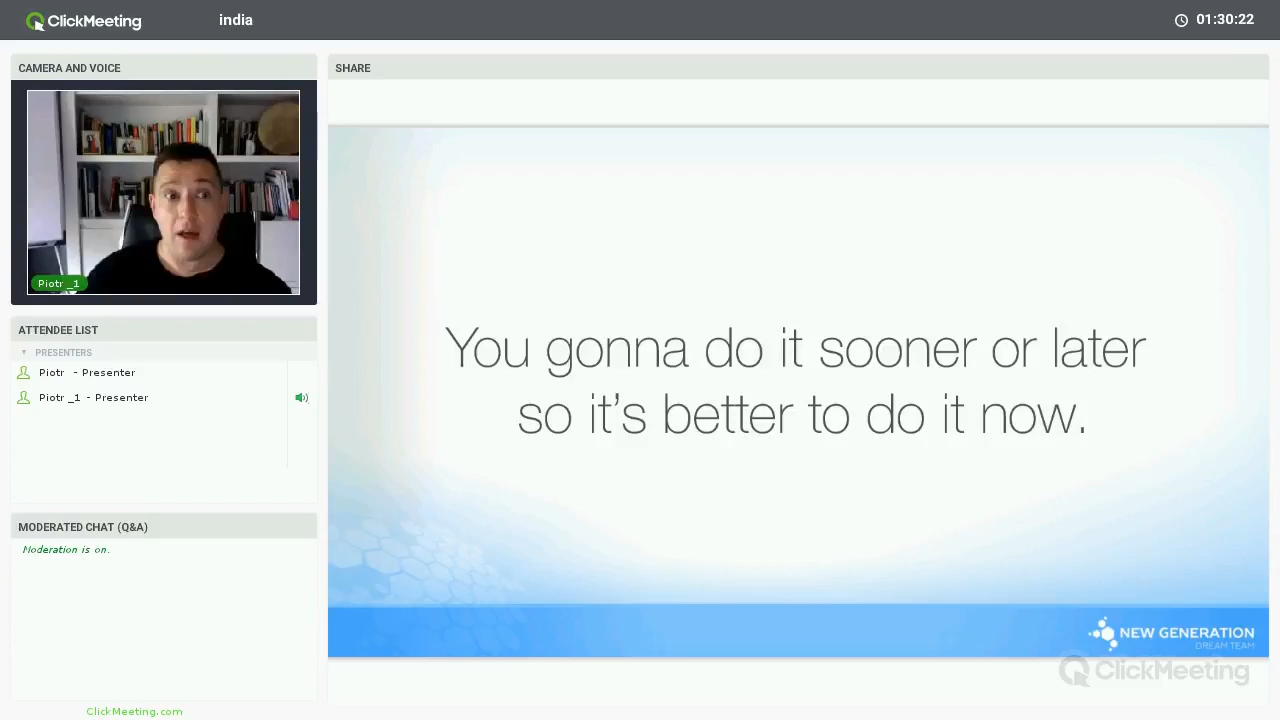 ClickMeeting
india
01:30:22
CAMERA AND VOICE
SHARE
Piotr _1
ATTENDEE LIST
PRESENTERS
Piotr - Presenter
Piotr _1 - Presenter
MODERATED CHAT (Q&A)
Moderation is on.
You gonna do it sooner or later
so it's better to do it now.
NEW GENERATION
DREAM TEAM
ClickMeeting
ClickMeeting.com